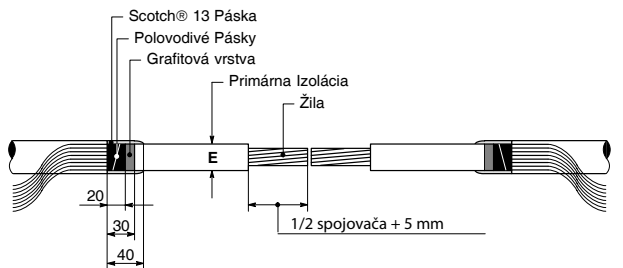 Scotch® 13 Páska
Polovodivé Pásky
Grafitová vrstva
Primárna Izolácia
Žila
E
20
30
40
1/2 spojovača + 5 mm